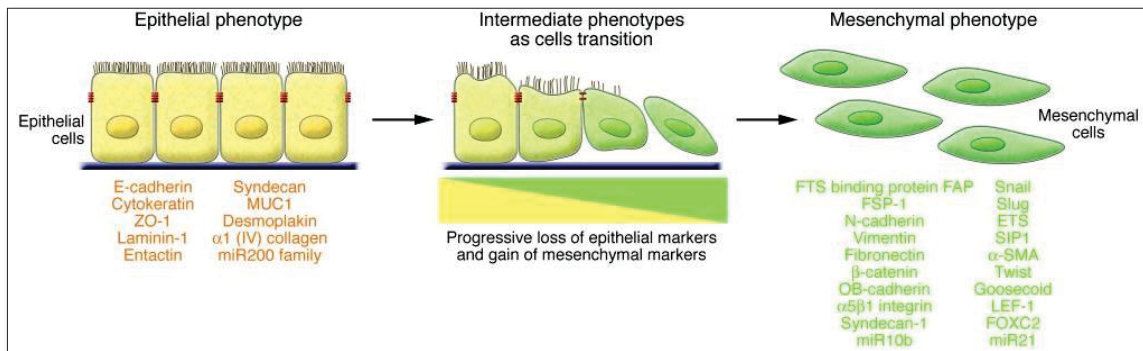 Epithelial phenotype
Intermediate phenotypes
as cells transition
Mesenchymal phenotype
Epithelial
cells
Mesenchymal
cells
E-cadherin
Cytokeratin
ZO-1
Laminin-1
Entactin
Syndecan
MUC1
Desmoplakin
α1 (IV) collagen
miR200 family
Progressive loss of epithelial markers
and gain of mesenchymal markers
FTS binding protein FAP
FSP-1
N-cadherin
Vimentin
Fibronectin
β-catenin
OB-cadherin
α5β1 integrin
Syndecan-1
miR10b
Snail
Slug
ETS
SIP1
α-SMA
Twist
Goosecoid
LEF-1
FOXC2
miR21